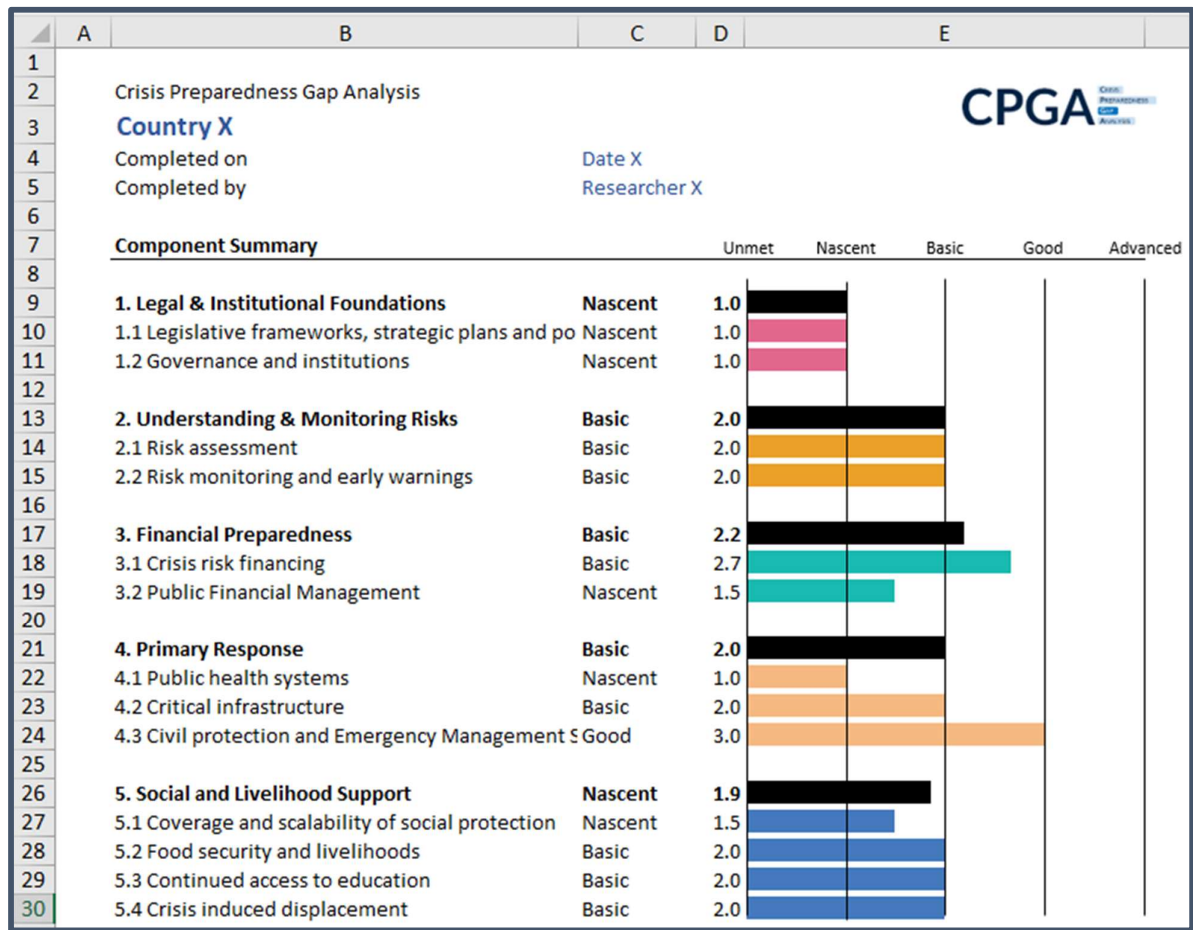 A B C D E
1
2 Crisis Preparedness Gap Analysis
CPGA CRISIS PREPAREDNESS GAP ANALYSIS
3 Country X
4 Completed on Date X
5 Completed by Researcher X
6
7 Component Summary Unmet Nascent Basic Good Advanced
8
9 1. Legal & Institutional Foundations Nascent 1.0
10 1.1 Legislative frameworks, strategic plans and po Nascent 1.0
11 1.2 Governance and institutions Nascent 1.0
12
13 2. Understanding & Monitoring Risks Basic 2.0
14 2.1 Risk assessment Basic 2.0
15 2.2 Risk monitoring and early warnings Basic 2.0
16
17 3. Financial Preparedness Basic 2.2
18 3.1 Crisis risk financing Basic 2.7
19 3.2 Public Financial Management Nascent 1.5
20
21 4. Primary Response Basic 2.0
22 4.1 Public health systems Nascent 1.0
23 4.2 Critical infrastructure Basic 2.0
24 4.3 Civil protection and Emergency Management S Good 3.0
25
26 5. Social and Livelihood Support Nascent 1.9
27 5.1 Coverage and scalability of social protection Nascent 1.5
28 5.2 Food security and livelihoods Basic 2.0
29 5.3 Continued access to education Basic 2.0
30 5.4 Crisis induced displacement Basic 2.0